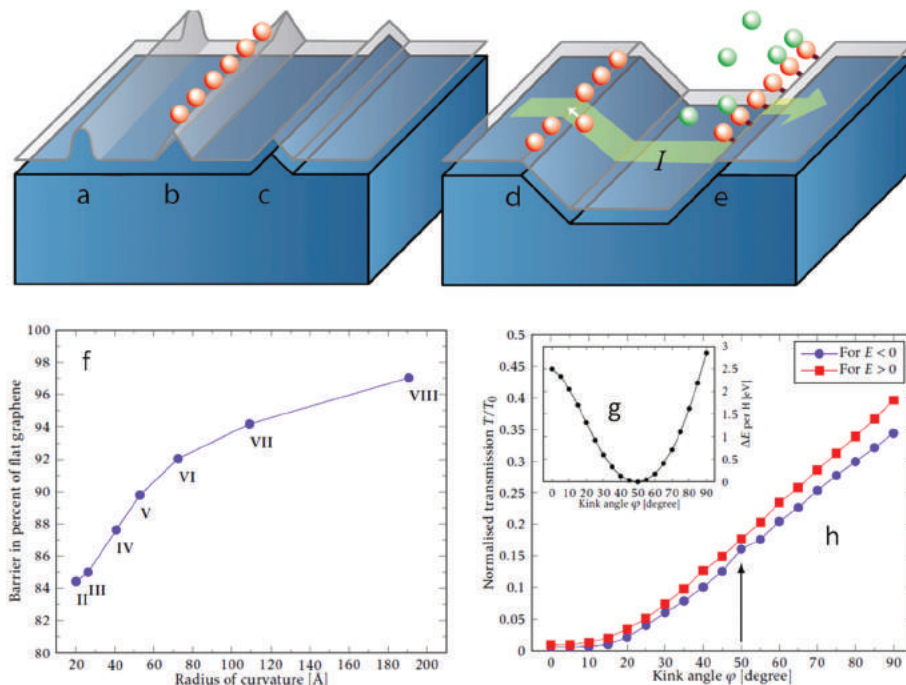 a b c
d I e
f
Barrier in percent of flat graphene
100
98
96
94
92
90
88
86
84
82
80
II
III
IV
V
VI
VII
VIII
20 40 60 80 100 120 140 160 180 200
Radius of curvature [Å]
Normalised transmission T/T0
0.5
0.45
0.4
0.35
0.3
0.25
0.2
0.15
0.1
0.05
0
g
3
2.5
2
1.5
1
0.5
0
ΔE per H [eV]
0 10 20 30 40 50 60 70 80 90
Kink angle φ [degree]
For E < 0
For E > 0
h
0 10 20 30 40 50 60 70 80 90
Kink angle φ [degree]